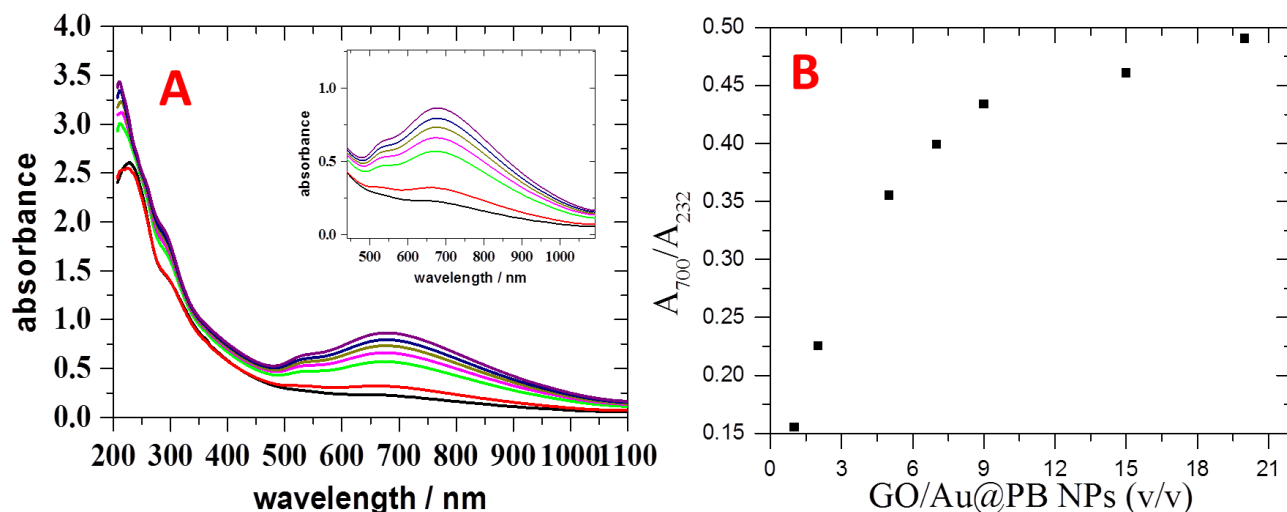 A
absorbance
4.0
3.5
3.0
2.5
2.0
1.5
1.0
0.5
0.0
200 300 400 500 600 700 800 900 1000 1100
wavelength / nm
absorbance
1.0
0.5
0.0
500 600 700 800 900 1000
wavelength / nm
B
A700/A232
0.50
0.45
0.40
0.35
0.30
0.25
0.20
0.15
0 3 6 9 12 15 18 21
GO/Au@PB NPs (v/v)